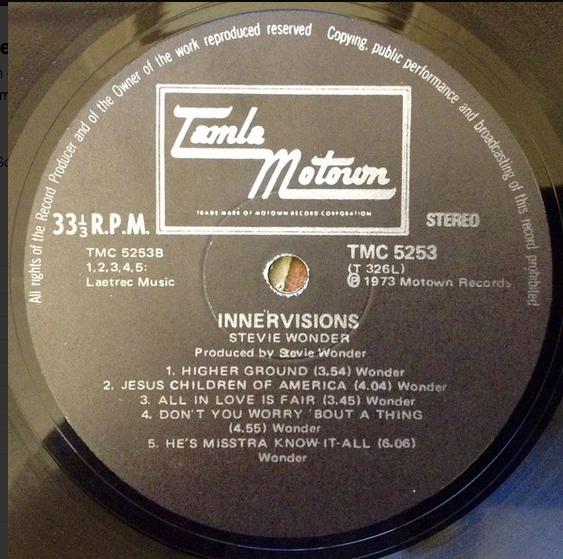 All rights of the Record Producer and of the Owner of the work reproduced reserved Copying, public performance and broadcasting of this record prohibited
Tamla
Motown
TRADE MARK OF MOTOWN RECORD CORPORATION
33⅓ R.P.M.
STEREO
TMC 5253B
1,2,3,4,5:
Laetrec Music
TMC 5253
(T 326L)
℗ 1973 Motown Records
INNERVISIONS
STEVIE WONDER
Produced by Stevie Wonder
1. HIGHER GROUND (3.54) Wonder
2. JESUS CHILDREN OF AMERICA (4.04) Wonder
3. ALL IN LOVE IS FAIR (3.45) Wonder
4. DON'T YOU WORRY 'BOUT A THING
(4.55) Wonder
5. HE'S MISSTRA KNOW-IT-ALL (6.06)
Wonder